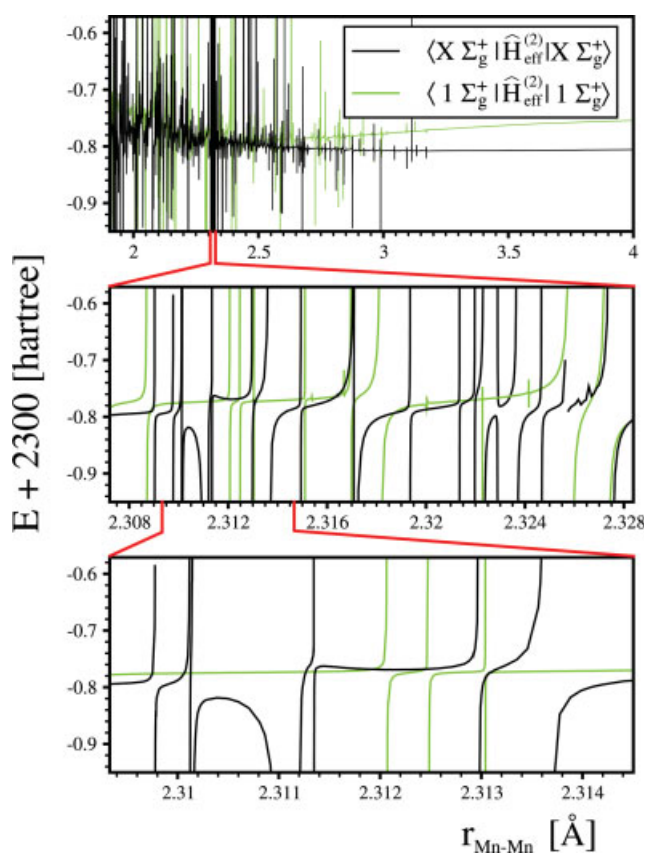 -0.6
-0.7
-0.8
-0.9
⟨X Σg+ |Ĥeff(2)|X Σg+⟩
⟨ 1 Σg+ |Ĥeff(2)| 1 Σg+⟩
2 2.5 3 3.5 4
E + 2300 [hartree]
-0.6
-0.7
-0.8
-0.9
2.308 2.312 2.316 2.32 2.324 2.328
-0.6
-0.7
-0.8
-0.9
2.31 2.311 2.312 2.313 2.314
rMn-Mn [Å]